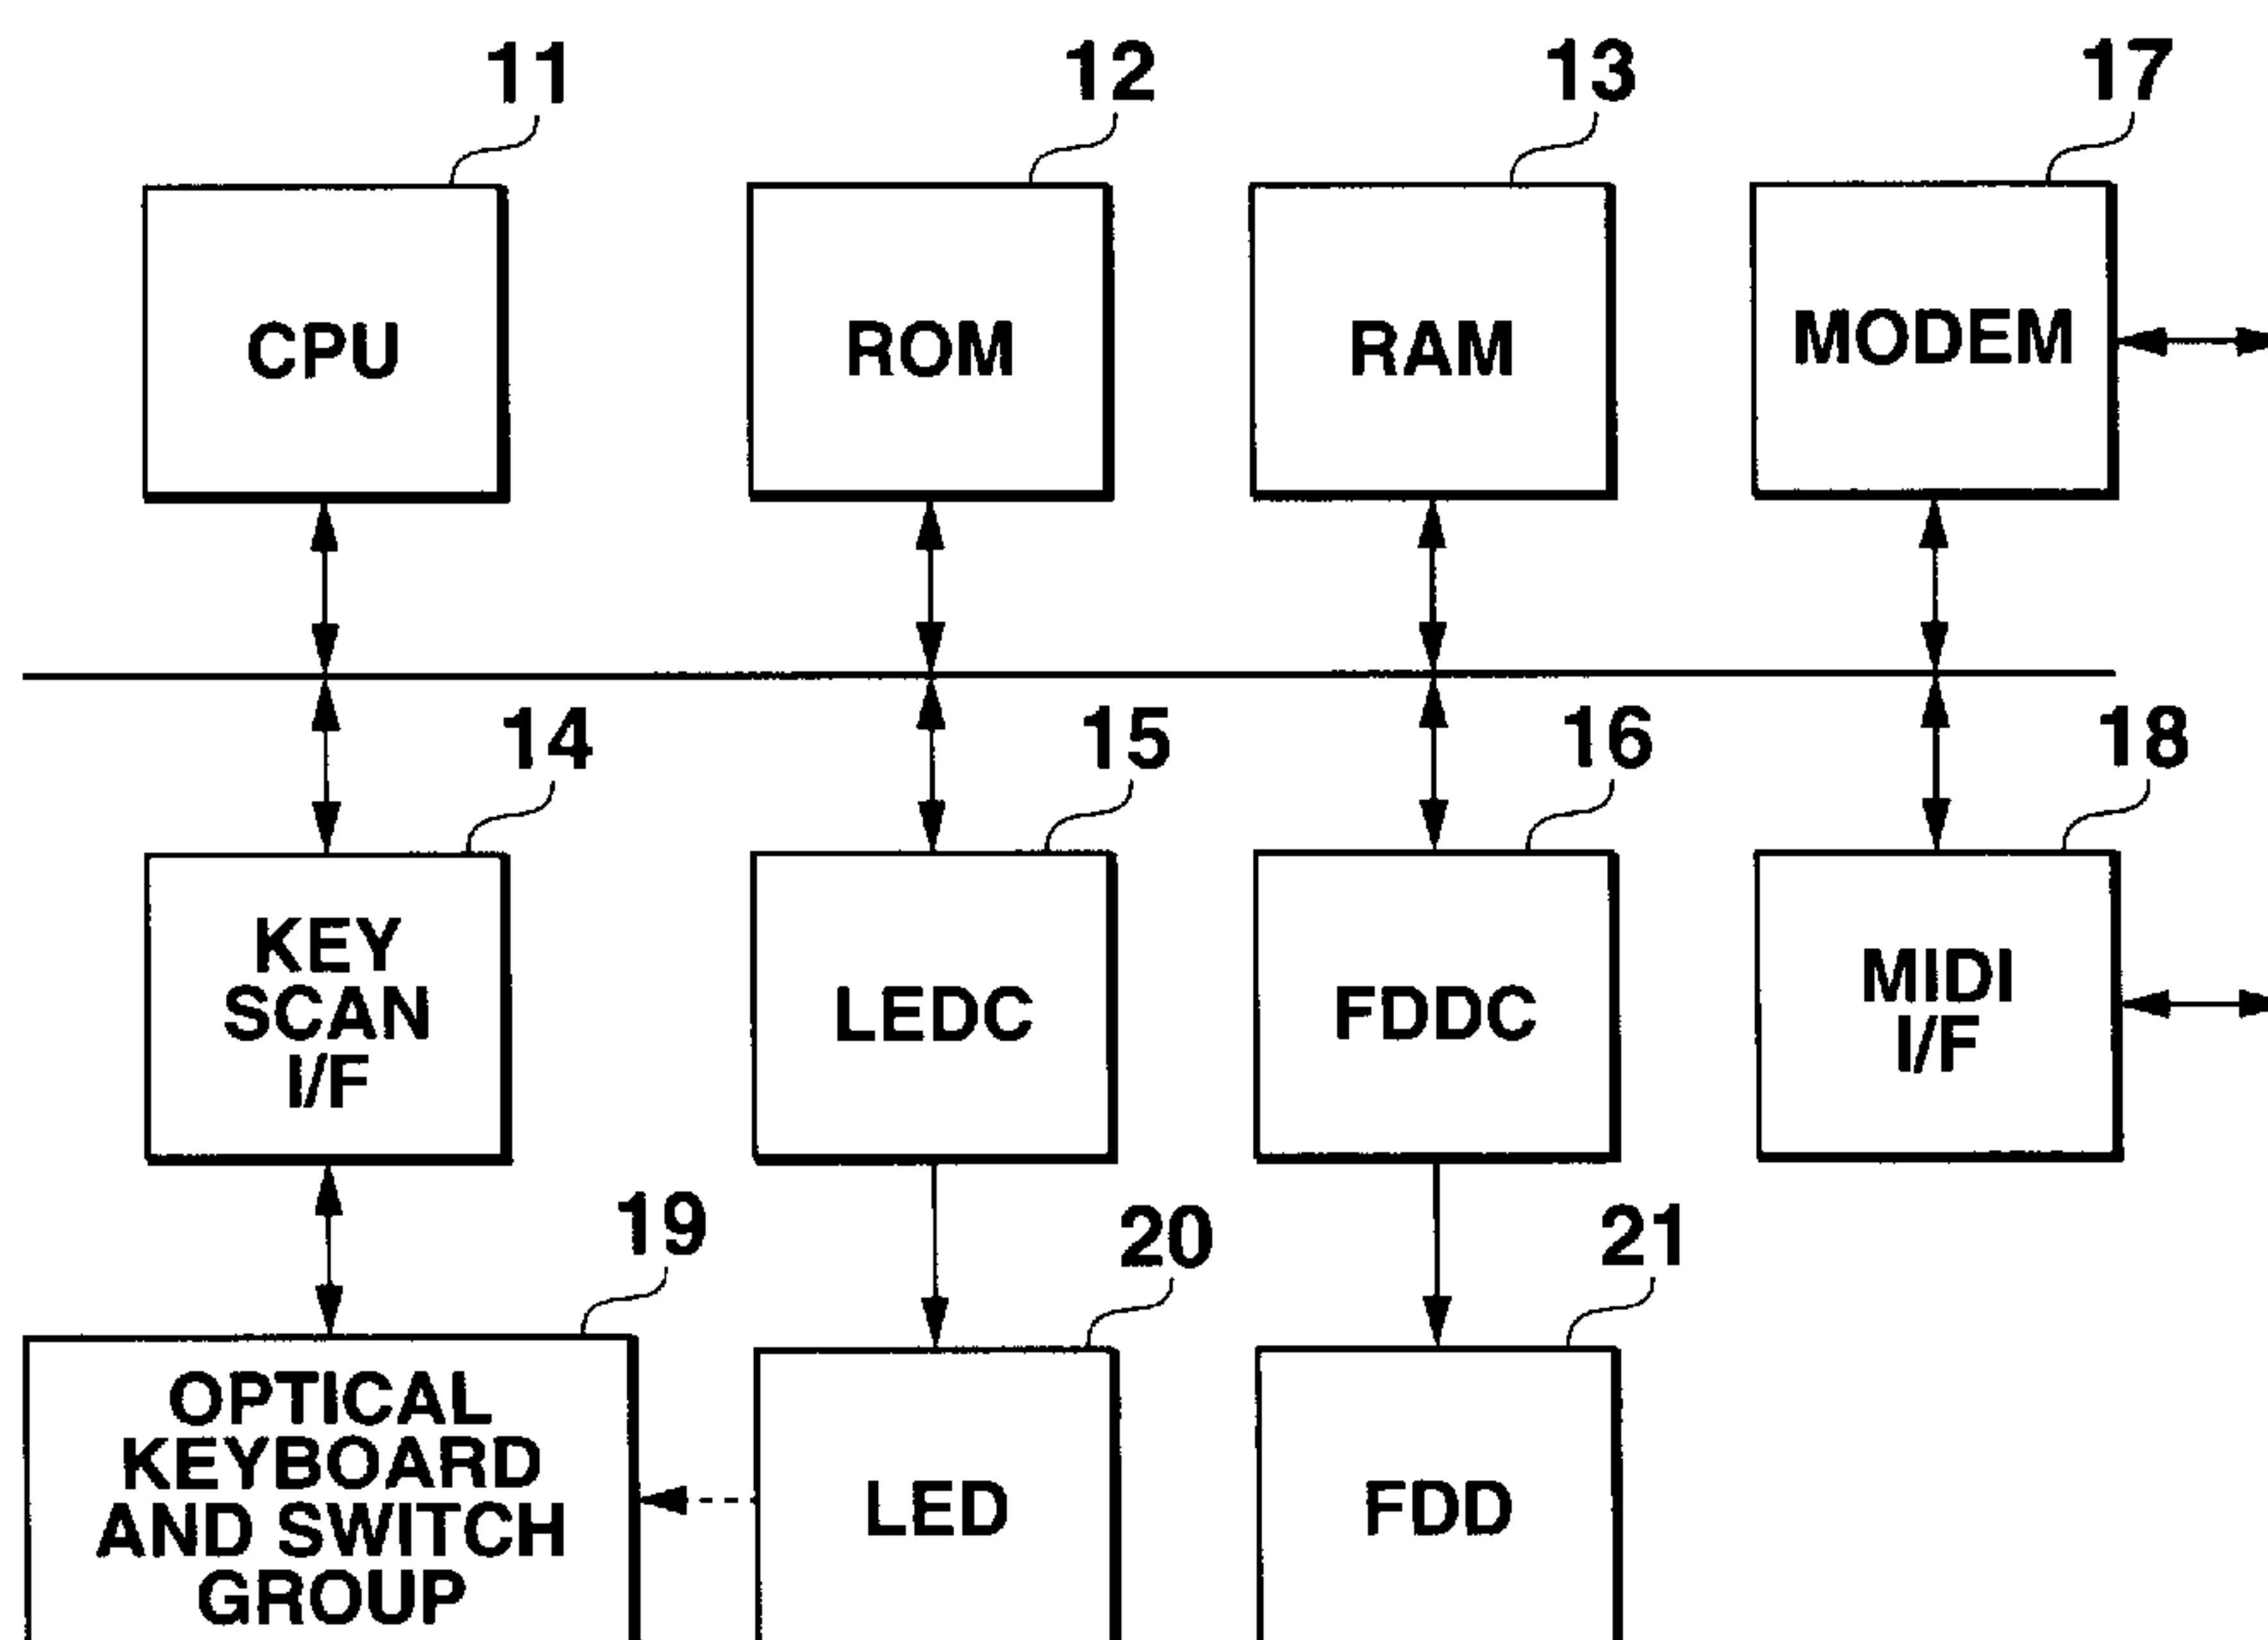 11
12
13
17
CPU
ROM
RAM
MODEM
14
15
16
18
KEY
SCAN
I/F
LEDC
FDDC
MIDI
I/F
19
20
21
OPTICAL
KEYBOARD
AND SWITCH
GROUP
LED
FDD